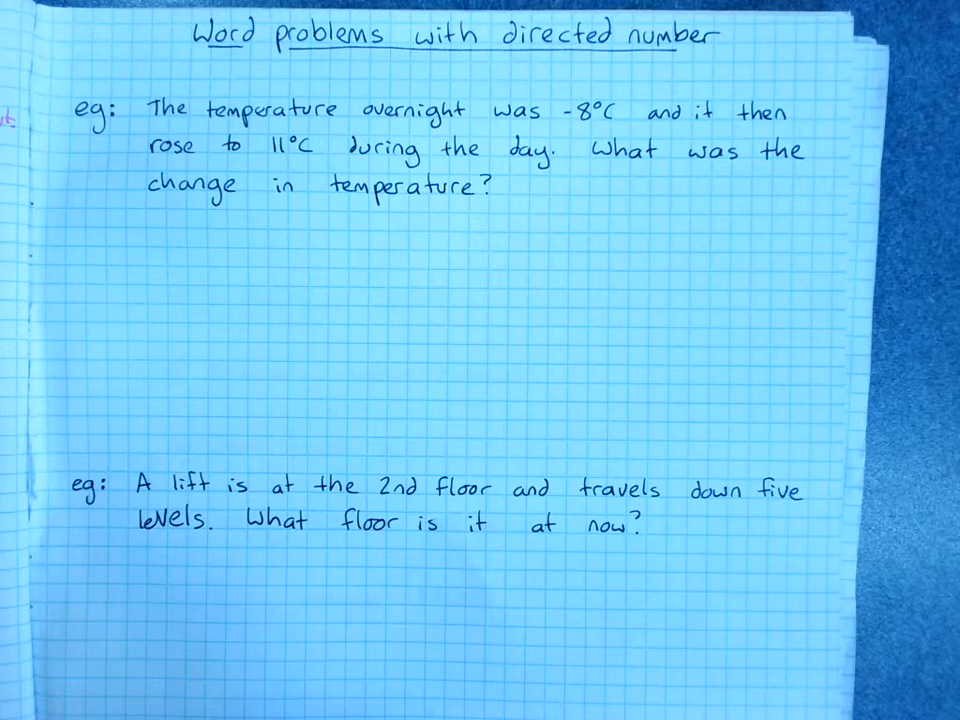 Word problems with directed number
eg: The temperature overnight was -8°C and it then
rose to 11°C during the day. What was the
change in temperature?
eg: A lift is at the 2nd floor and travels down five
levels. What floor is it at now?